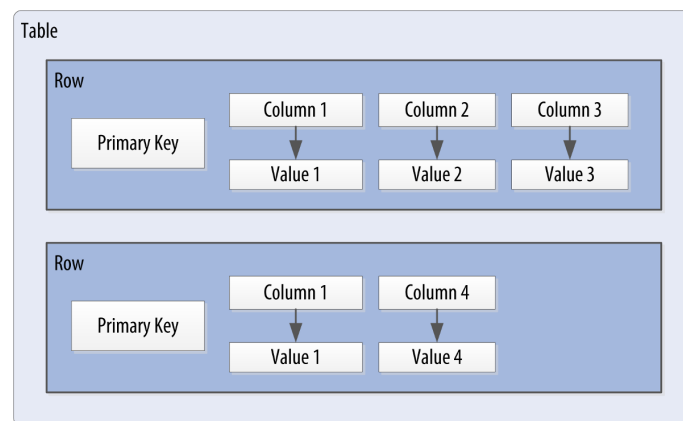 Table
Row
Primary Key
Column 1
Column 2
Column 3
Value 1
Value 2
Value 3
Row
Primary Key
Column 1
Column 4
Value 1
Value 4